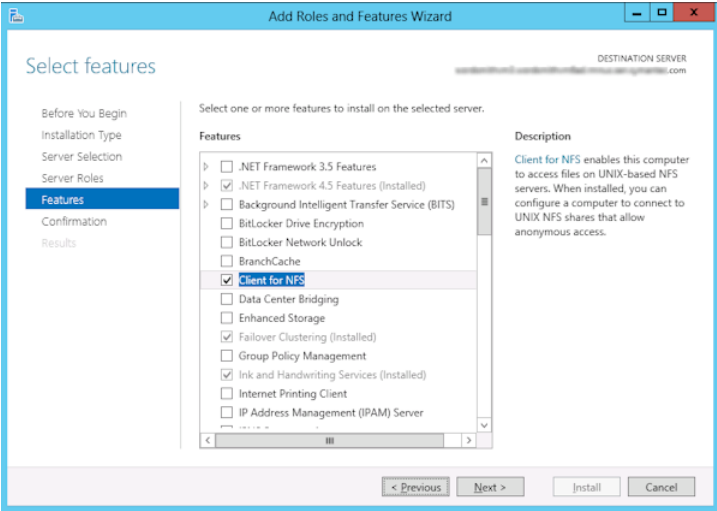 Add Roles and Features Wizard
Select features
DESTINATION SERVER
.com
Before You Begin
Installation Type
Server Selection
Server Roles
Features
Confirmation
Results
Select one or more features to install on the selected server.
Features
.NET Framework 3.5 Features
.NET Framework 4.5 Features (Installed)
Background Intelligent Transfer Service (BITS)
BitLocker Drive Encryption
BitLocker Network Unlock
BranchCache
Client for NFS
Data Center Bridging
Enhanced Storage
Failover Clustering (Installed)
Group Policy Management
Ink and Handwriting Services (Installed)
Internet Printing Client
IP Address Management (IPAM) Server
Description
Client for NFS enables this computer
to access files on UNIX-based NFS
servers. When installed, you can
configure a computer to connect to
UNIX NFS shares that allow
anonymous access.
< Previous
Next >
Install
Cancel